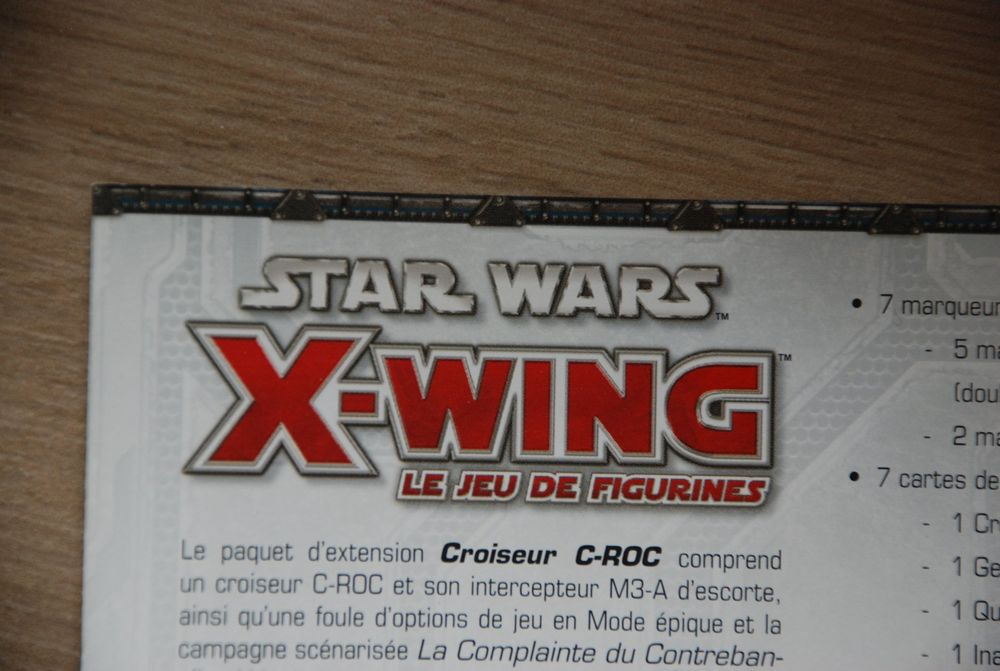 STAR WARS™
X-WING™
LE JEU DE FIGURINES
Le paquet d'extension Croiseur C-ROC comprend
un croiseur C-ROC et son intercepteur M3-A d'escorte,
ainsi qu'une foule d'options de jeu en Mode épique et la
campagne scénarisée La Complainte du Contreban-
• 7 marqueur
- 5 ma
(dou
- 2 ma
• 7 cartes de
- 1 Cr
- 1 Ge
- 1 Qu
- 1 Ina